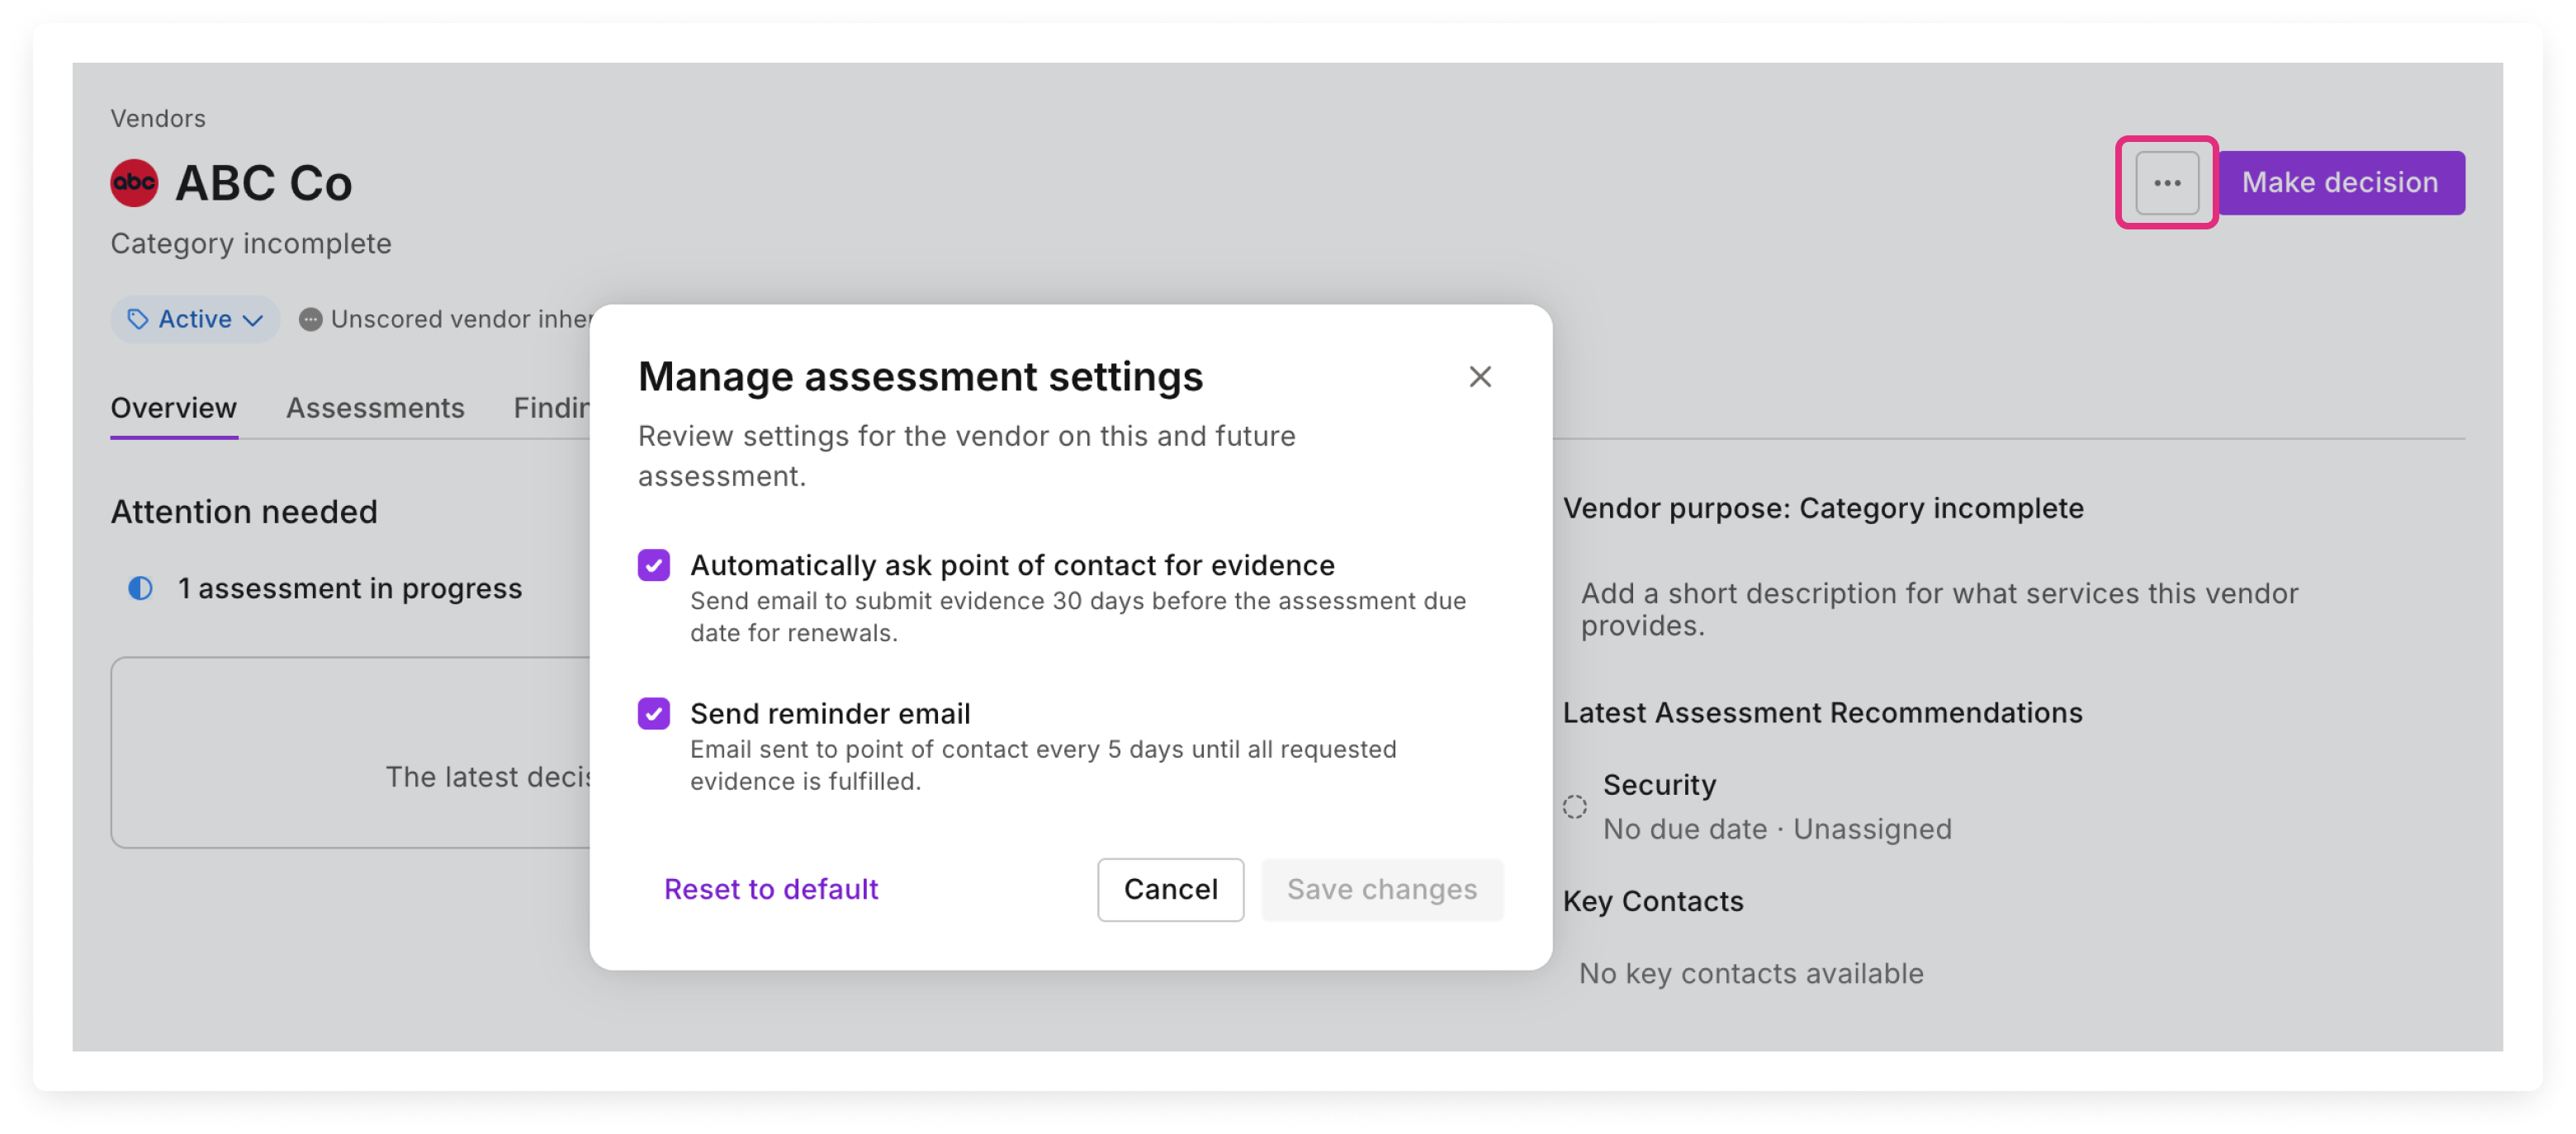 Vendors
abc ABC Co
Category incomplete
Make decision
Active
Unscored vendor inher
Overview Assessments Findin
Manage assessment settings
Review settings for the vendor on this and future
assessment.
Automatically ask point of contact for evidence
Send email to submit evidence 30 days before the assessment due
date for renewals.
Send reminder email
Email sent to point of contact every 5 days until all requested
evidence is fulfilled.
Reset to default
Cancel
Save changes
Attention needed
1 assessment in progress
The latest decis
Vendor purpose: Category incomplete
Add a short description for what services this vendor
provides.
Latest Assessment Recommendations
Security
No due date · Unassigned
Key Contacts
No key contacts available